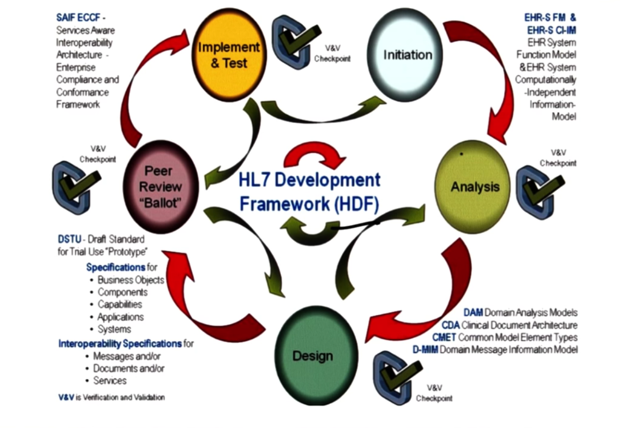 SAIF ECCF -
Services Aware
Interoperability
Architecture -
Enterprise
Compliance and
Conformance
Framework
Implement
& Test
V&V
Checkpoint
Initiation
EHR-S FM &
EHR-S CI-IM
EHR System
Function Model
& EHR System
Computationally
-Independent
Information-
Model
V&V
Checkpoint
Peer
Review
"Ballot"
HL7 Development
Framework (HDF)
Analysis
V&V
Checkpoint
DSTU - Draft Standard
for Trial Use "Prototype"
Specifications for
• Business Objects
• Components
• Capabilities
• Applications
• Systems
Interoperability Specifications for
• Messages and/or
• Documents and/or
• Services
V&V is Verification and Validation
Design
DAM Domain Analysis Models
CDA Clinical Document Architecture
CMET Common Model Element Types
D-MIM Domain Message Information Model
V&V
Checkpoint